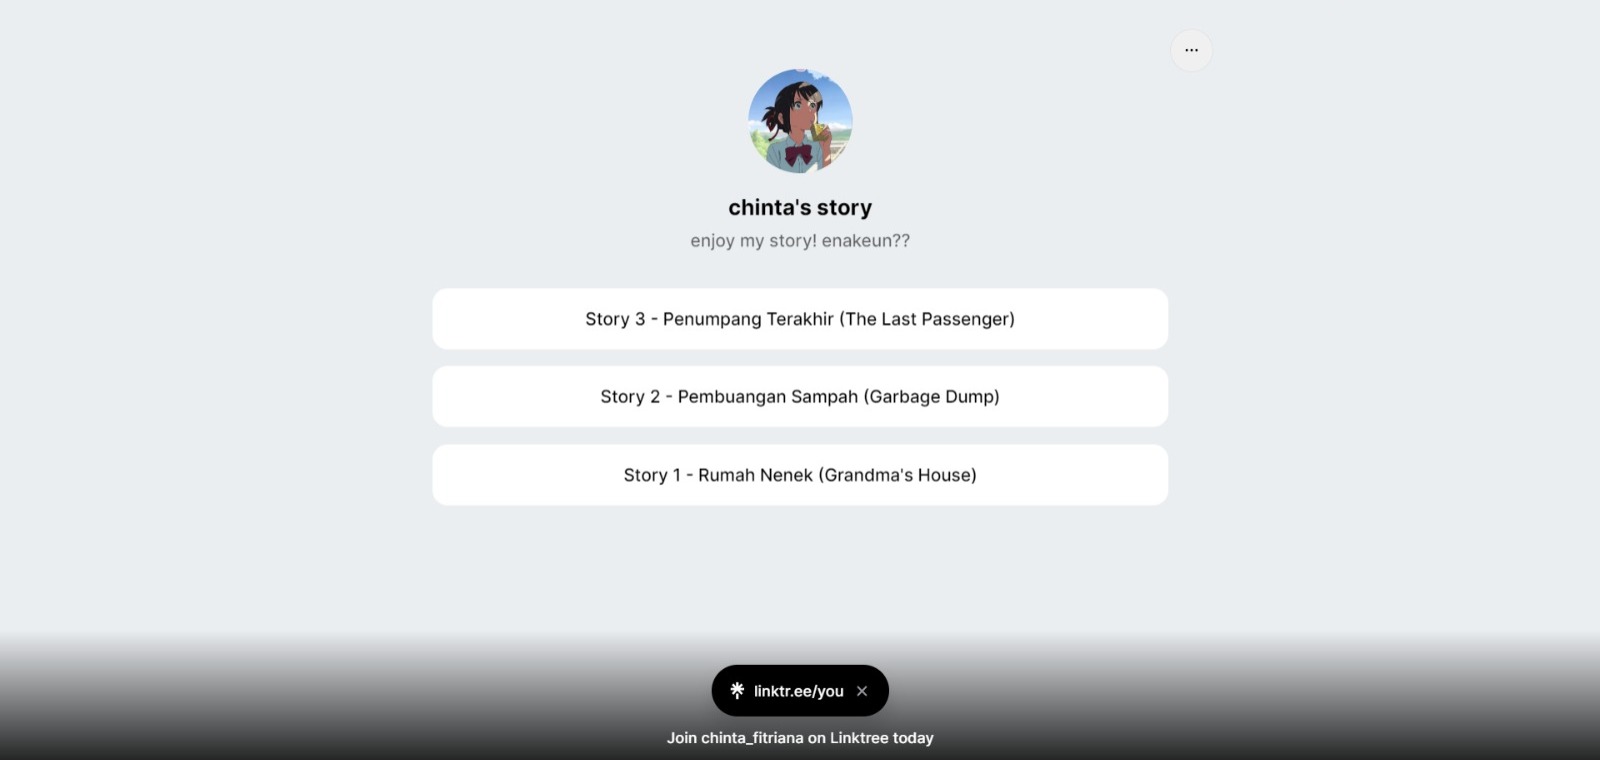 ...
chinta's story
enjoy my story! enakeun??
Story 3 - Penumpang Terakhir (The Last Passenger)
Story 2 - Pembuangan Sampah (Garbage Dump)
Story 1 - Rumah Nenek (Grandma's House)
linktr.ee/you
Join chinta_fitriana on Linktree today